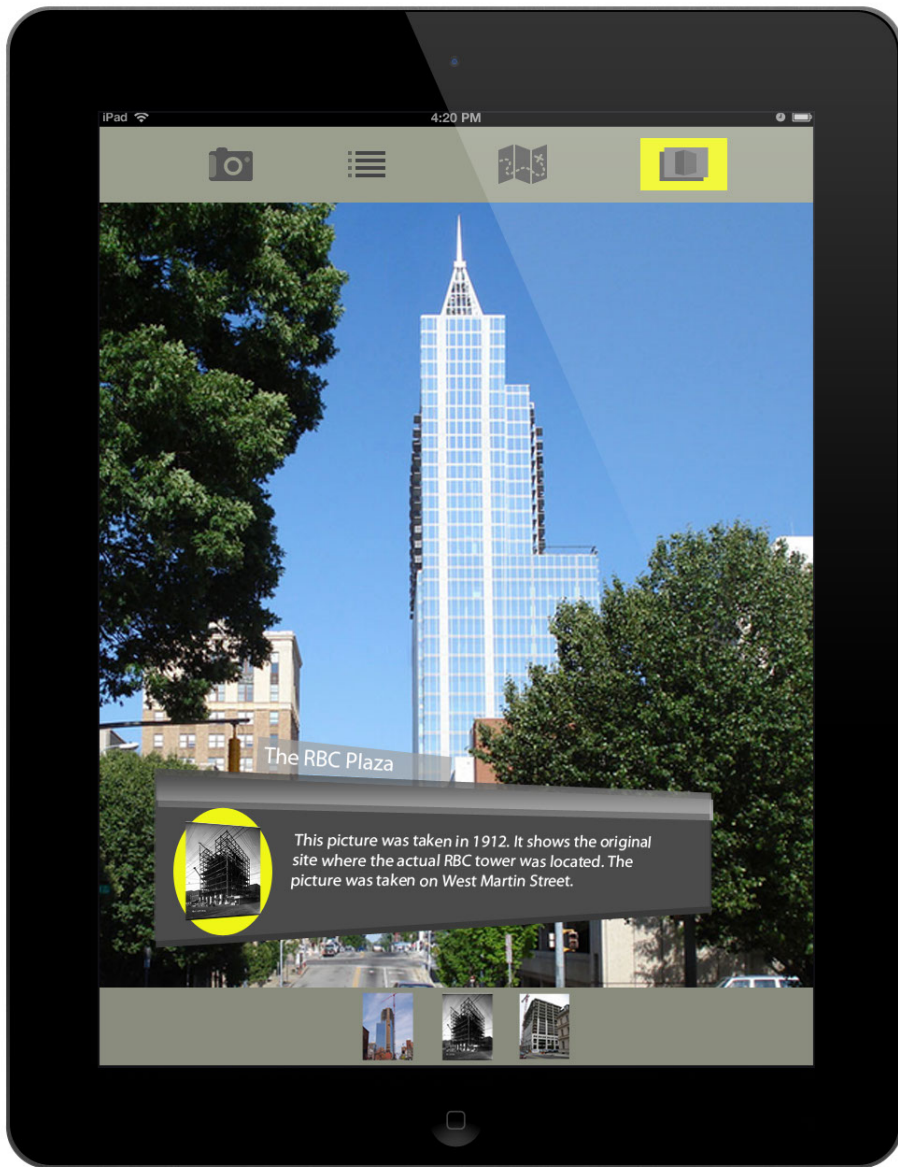 iPad
4:20 PM
The RBC Plaza
This picture was taken in 1912. It shows the original
site where the actual RBC tower was located. The
picture was taken on West Martin Street.